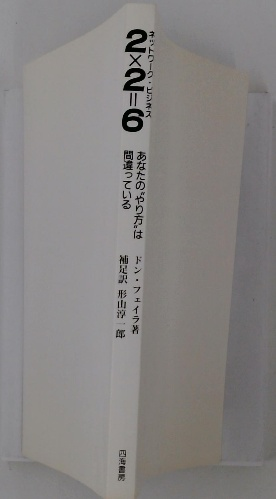 ネットワーク・ビジネス
2×2=6
あなたの“やり方”は
間違っている
ドン・フェイラ著
補足訳 形山淳一郎
四海書房